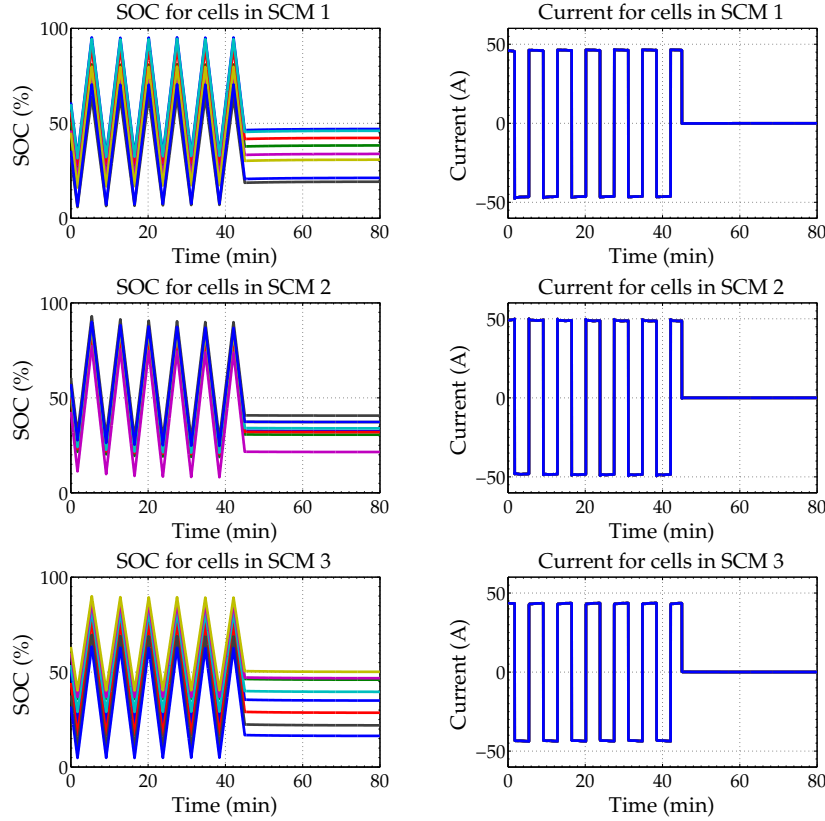 SOC for cells in SCM 1
100
50
0
SOC (%)
0 20 40 60 80
Time (min)
Current for cells in SCM 1
50
0
−50
Current (A)
0 20 40 60 80
Time (min)
SOC for cells in SCM 2
100
50
0
SOC (%)
0 20 40 60 80
Time (min)
Current for cells in SCM 2
50
0
−50
Current (A)
0 20 40 60 80
Time (min)
SOC for cells in SCM 3
100
50
0
SOC (%)
0 20 40 60 80
Time (min)
Current for cells in SCM 3
50
0
−50
Current (A)
0 20 40 60 80
Time (min)